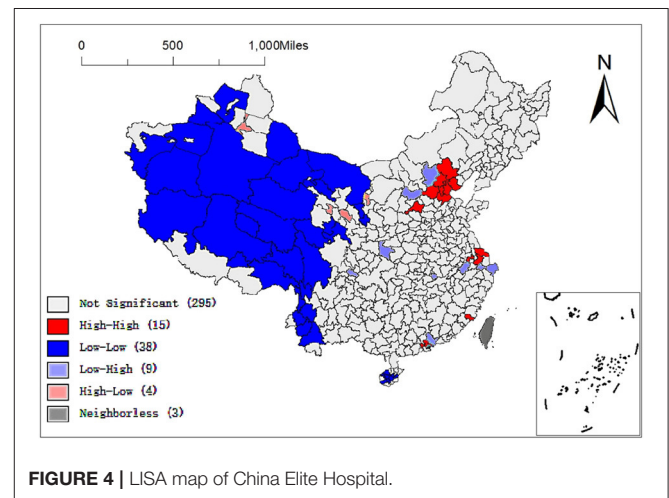 0 500 1,000Miles
N
Not Significant (295)
High-High (15)
Low-Low (38)
Low-High (9)
High-Low (4)
Neighborless (3)
FIGURE 4 | LISA map of China Elite Hospital.